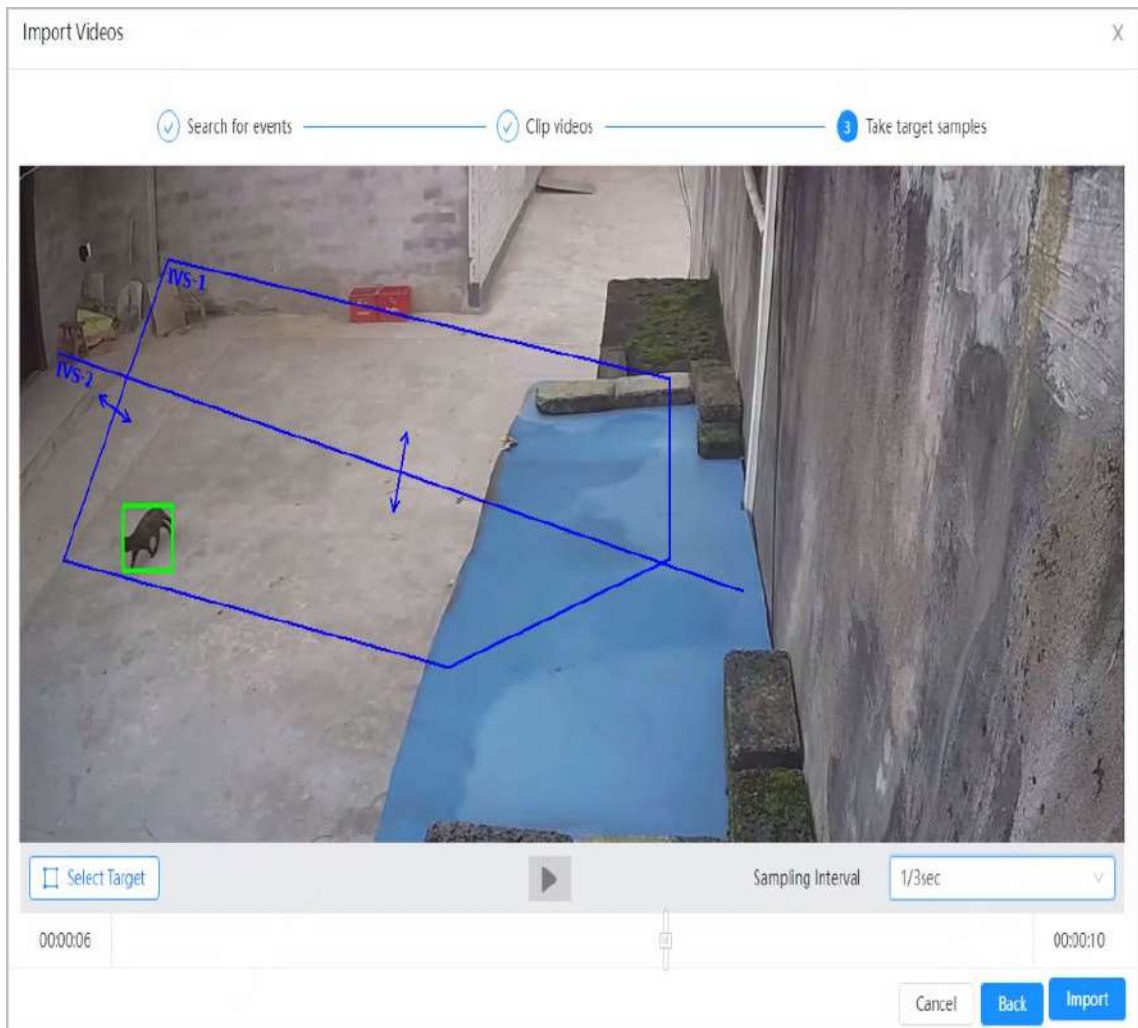 Import Videos X
Search for events Clip videos 3 Take target samples
IVS-1
IVS-2
Select Target Sampling Interval 1/3sec
00:00:06 00:00:10
Cancel Back Import